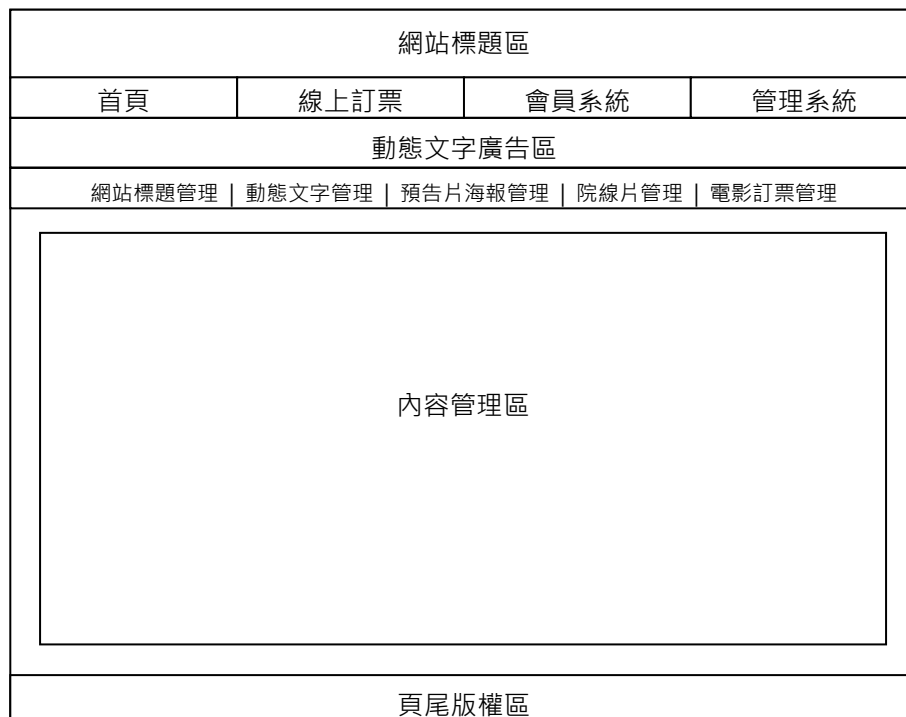 網站標題區
首頁 線上訂票 會員系統 管理系統
動態文字廣告區
網站標題管理 | 動態文字管理 | 預告片海報管理 | 院線片管理 | 電影訂票管理
內容管理區
頁尾版權區